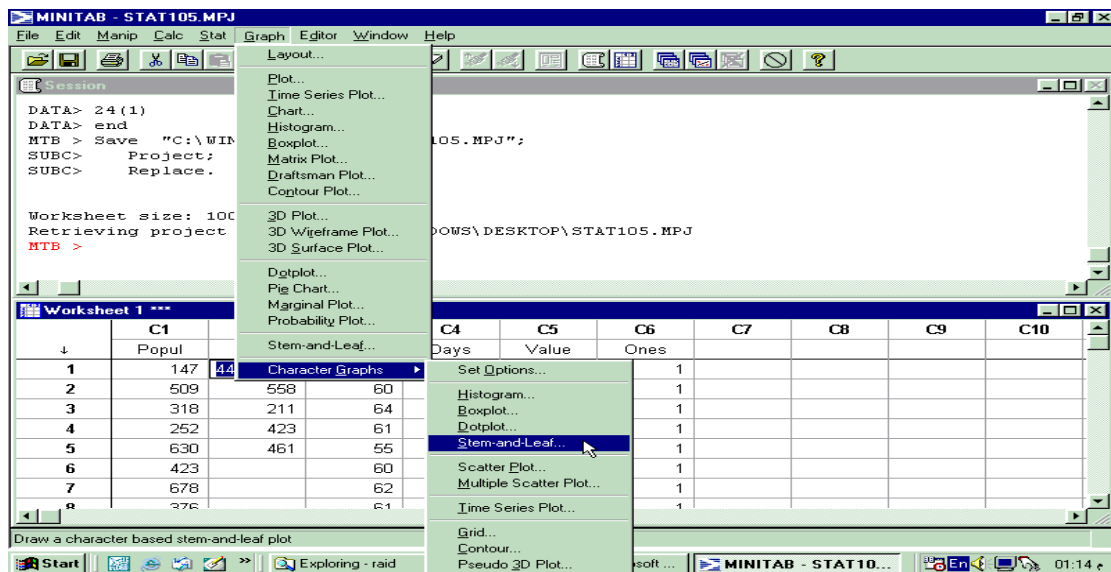 MINITAB - STAT105.MPJ
File Edit Manip Calc Stat Graph Editor Window Help
Session
DATA> 24(1)
DATA> end
MTB > Save "C:\WIN
105.MPJ";
SUBC> Project;
SUBC> Replace.
Worksheet size: 100
Retrieving project
DOWS\DESKTOP\STAT105.MPJ
MTB >
Layout...
Plot...
Time Series Plot...
Chart...
Histogram...
Boxplot...
Matrix Plot...
Draftsman Plot...
Contour Plot...
3D Plot...
3D Wireframe Plot...
3D Surface Plot...
Dotplot...
Pie Chart...
Marginal Plot...
Probability Plot...
Stem-and-Leaf...
Character Graphs
Set Options...
Histogram...
Boxplot...
Dotplot...
Stem-and-Leaf...
Scatter Plot...
Multiple Scatter Plot...
Time Series Plot...
Grid...
Contour...
Pseudo 3D Plot...
Worksheet 1 ***
C1 C4 C5 C6 C7 C8 C9 C10
↓ Popul Days Value Ones
1 147 44 1
2 509 558 60 1
3 318 211 64 1
4 252 423 61 1
5 630 461 55 1
6 423 60 1
7 678 62 1
8 376 61 1
Draw a character based stem-and-leaf plot
Start » Exploring - raid soft ... MINITAB - STAT10... En 01:14 م